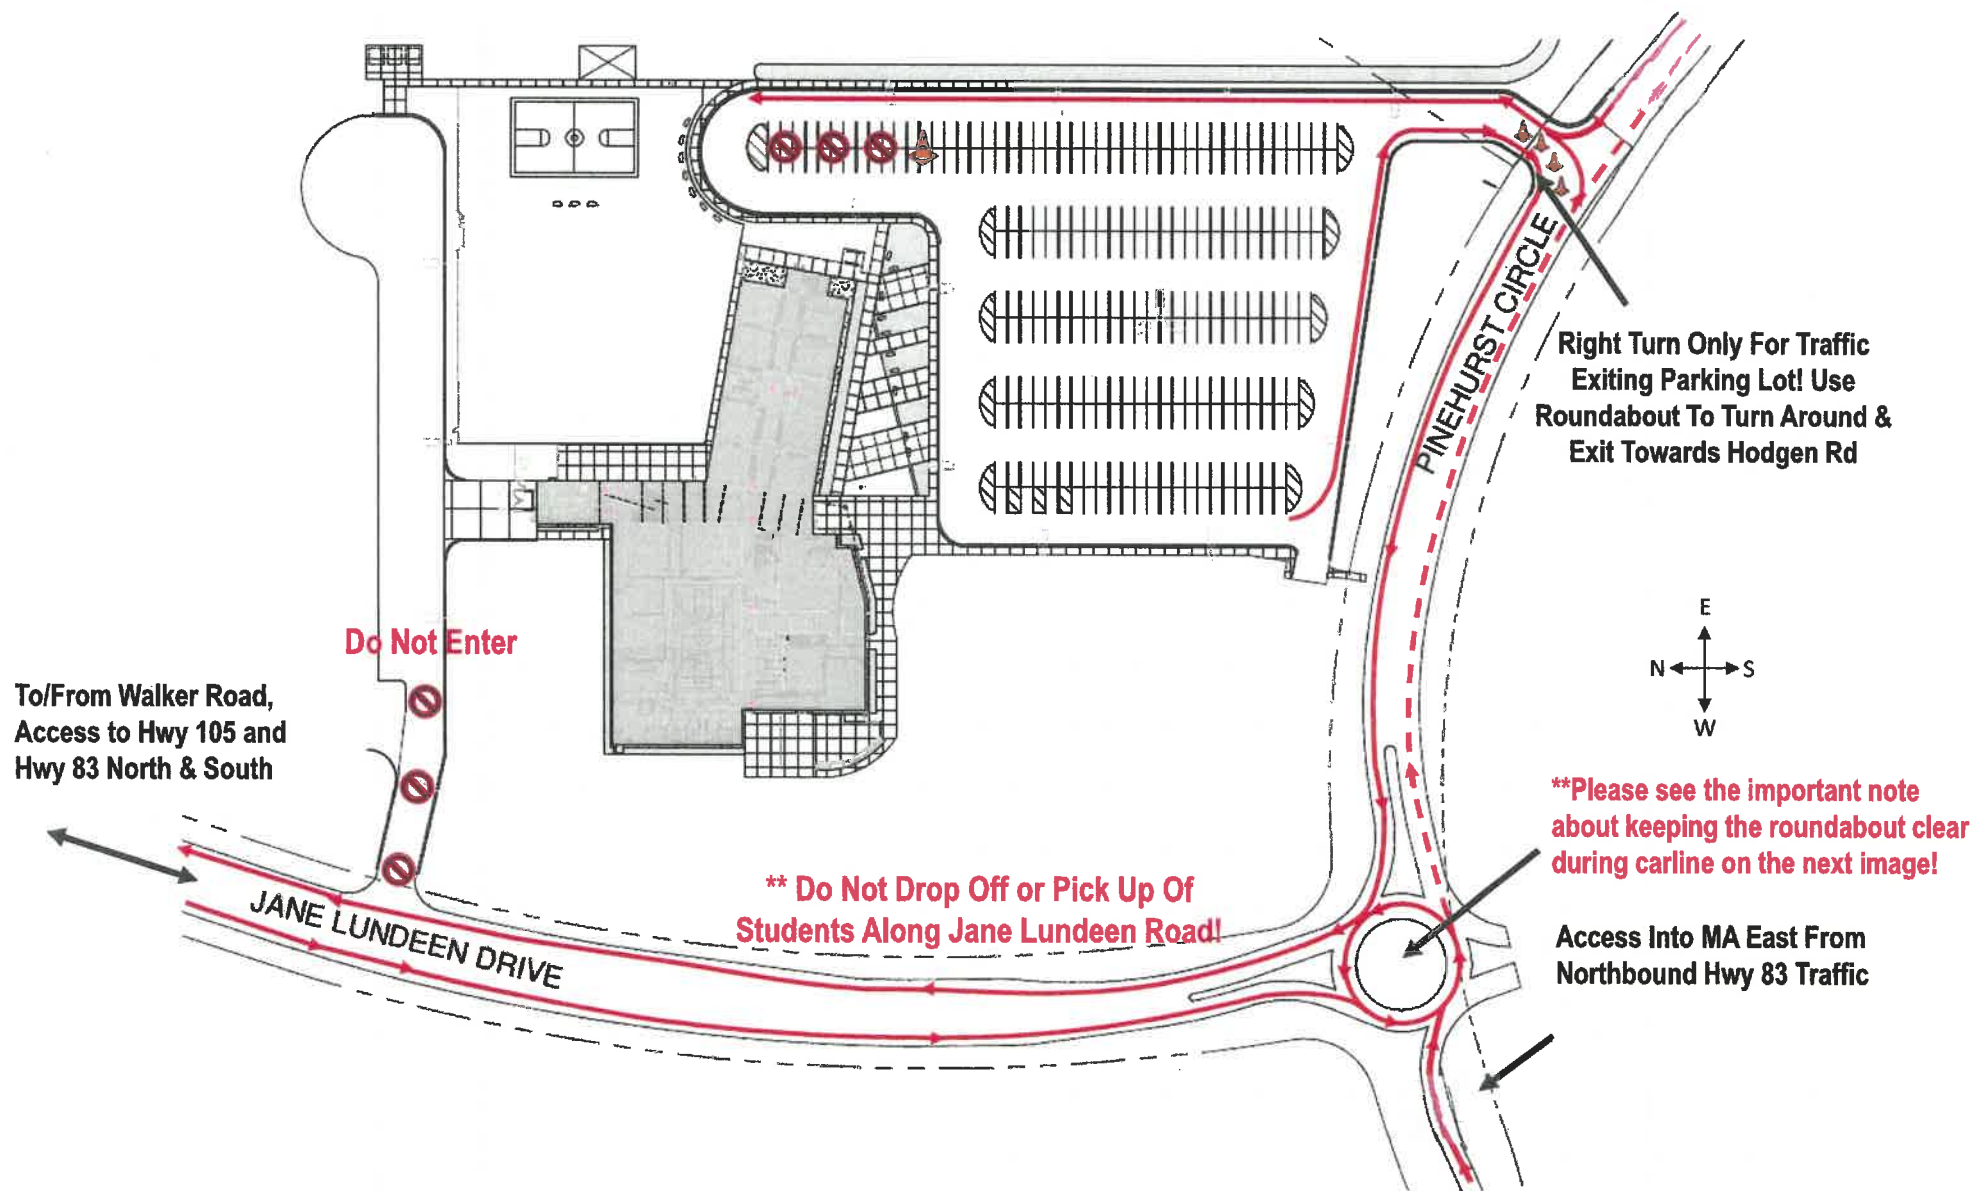 PINEHURST CIRCLE
Right Turn Only For Traffic
Exiting Parking Lot! Use
Roundabout To Turn Around &
Exit Towards Hodgen Rd
E
N
S
W
Do Not Enter
To/From Walker Road,
Access to Hwy 105 and
Hwy 83 North & South
**Please see the important note
about keeping the roundabout clear
during carline on the next image!
** Do Not Drop Off or Pick Up Of
Students Along Jane Lundeen Road!
JANE LUNDEEN DRIVE
Access Into MA East From
Northbound Hwy 83 Traffic